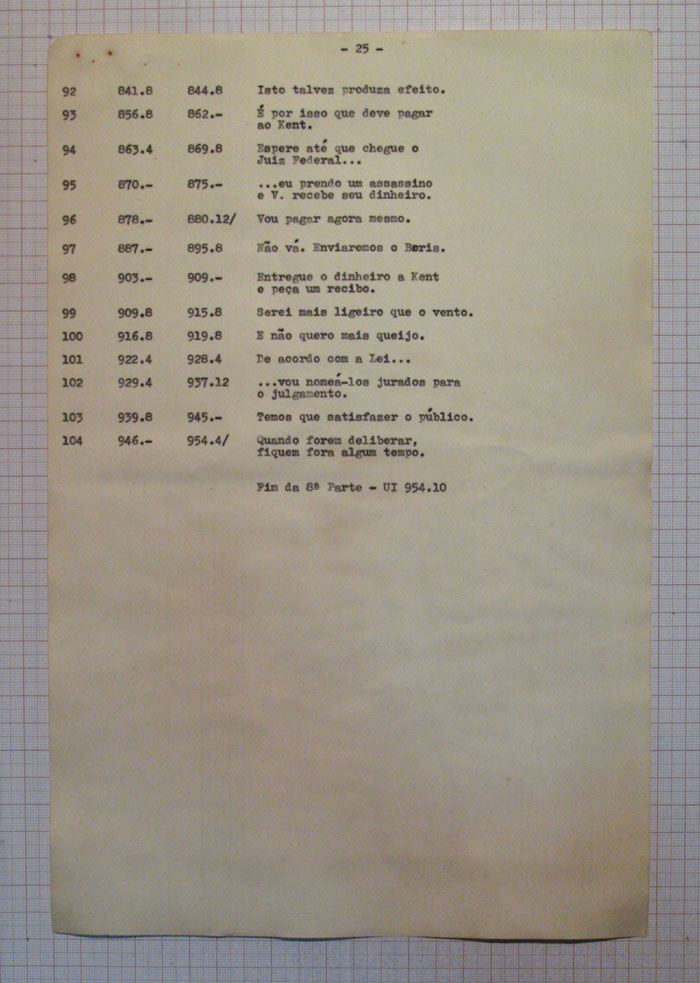 - 25 -
92 841.8 844.8 Isto talvez produza efeito.
93 856.8 862.- É por isso que deve pagar
ao Kent.
94 863.4 869.8 Espere até que chegue o
Juiz Federal...
95 870.- 875.- ...eu prendo um assassino
e V. recebe seu dinheiro.
96 878.- 880.12/ Vou pagar agora mesmo.
97 887.- 895.8 Não vá. Enviaremos o Boris.
98 903.- 909.- Entregue o dinheiro a Kent
e peça um recibo.
99 909.8 915.8 Serei mais ligeiro que o vento.
100 916.8 919.8 E não quero mais queijo.
101 922.4 928.4 De acordo com a Lei...
102 929.4 937.12 ...vou nomeá-los jurados para
o julgamento.
103 939.8 945.- Temos que satisfazer o público.
104 946.- 954.4/ Quando forem deliberar,
fiquem fora algum tempo.
Fim da 8ª Parte - UI 954.10